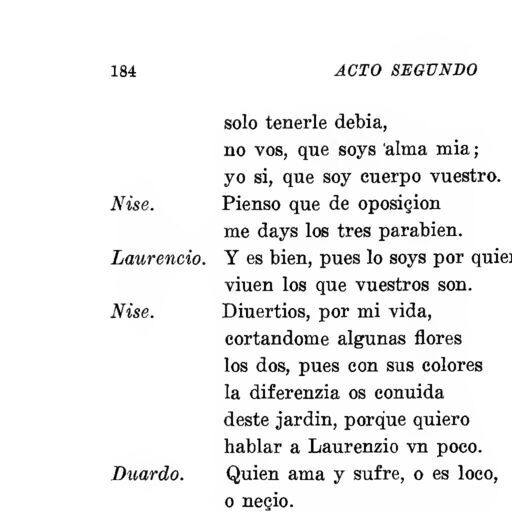 184 ACTO SEGUNDO
solo tenerle debia,
no vos, que soys alma mia;
yo si, que soy cuerpo vuestro.
Nise. Pienso que de oposiçion
me days los tres parabien.
Laurencio. Y es bien, pues lo soys por
viuen los que vuestros son.
Nise. Diuertios, por mi vida,
cortandome algunas flores
los dos, pues con sus colores
la diferenzia os conuida
deste jardin, porque quiero
hablar a Laurenzio vn poco.
Duardo. Quien ama y sufre, o es loco,
o neçio.